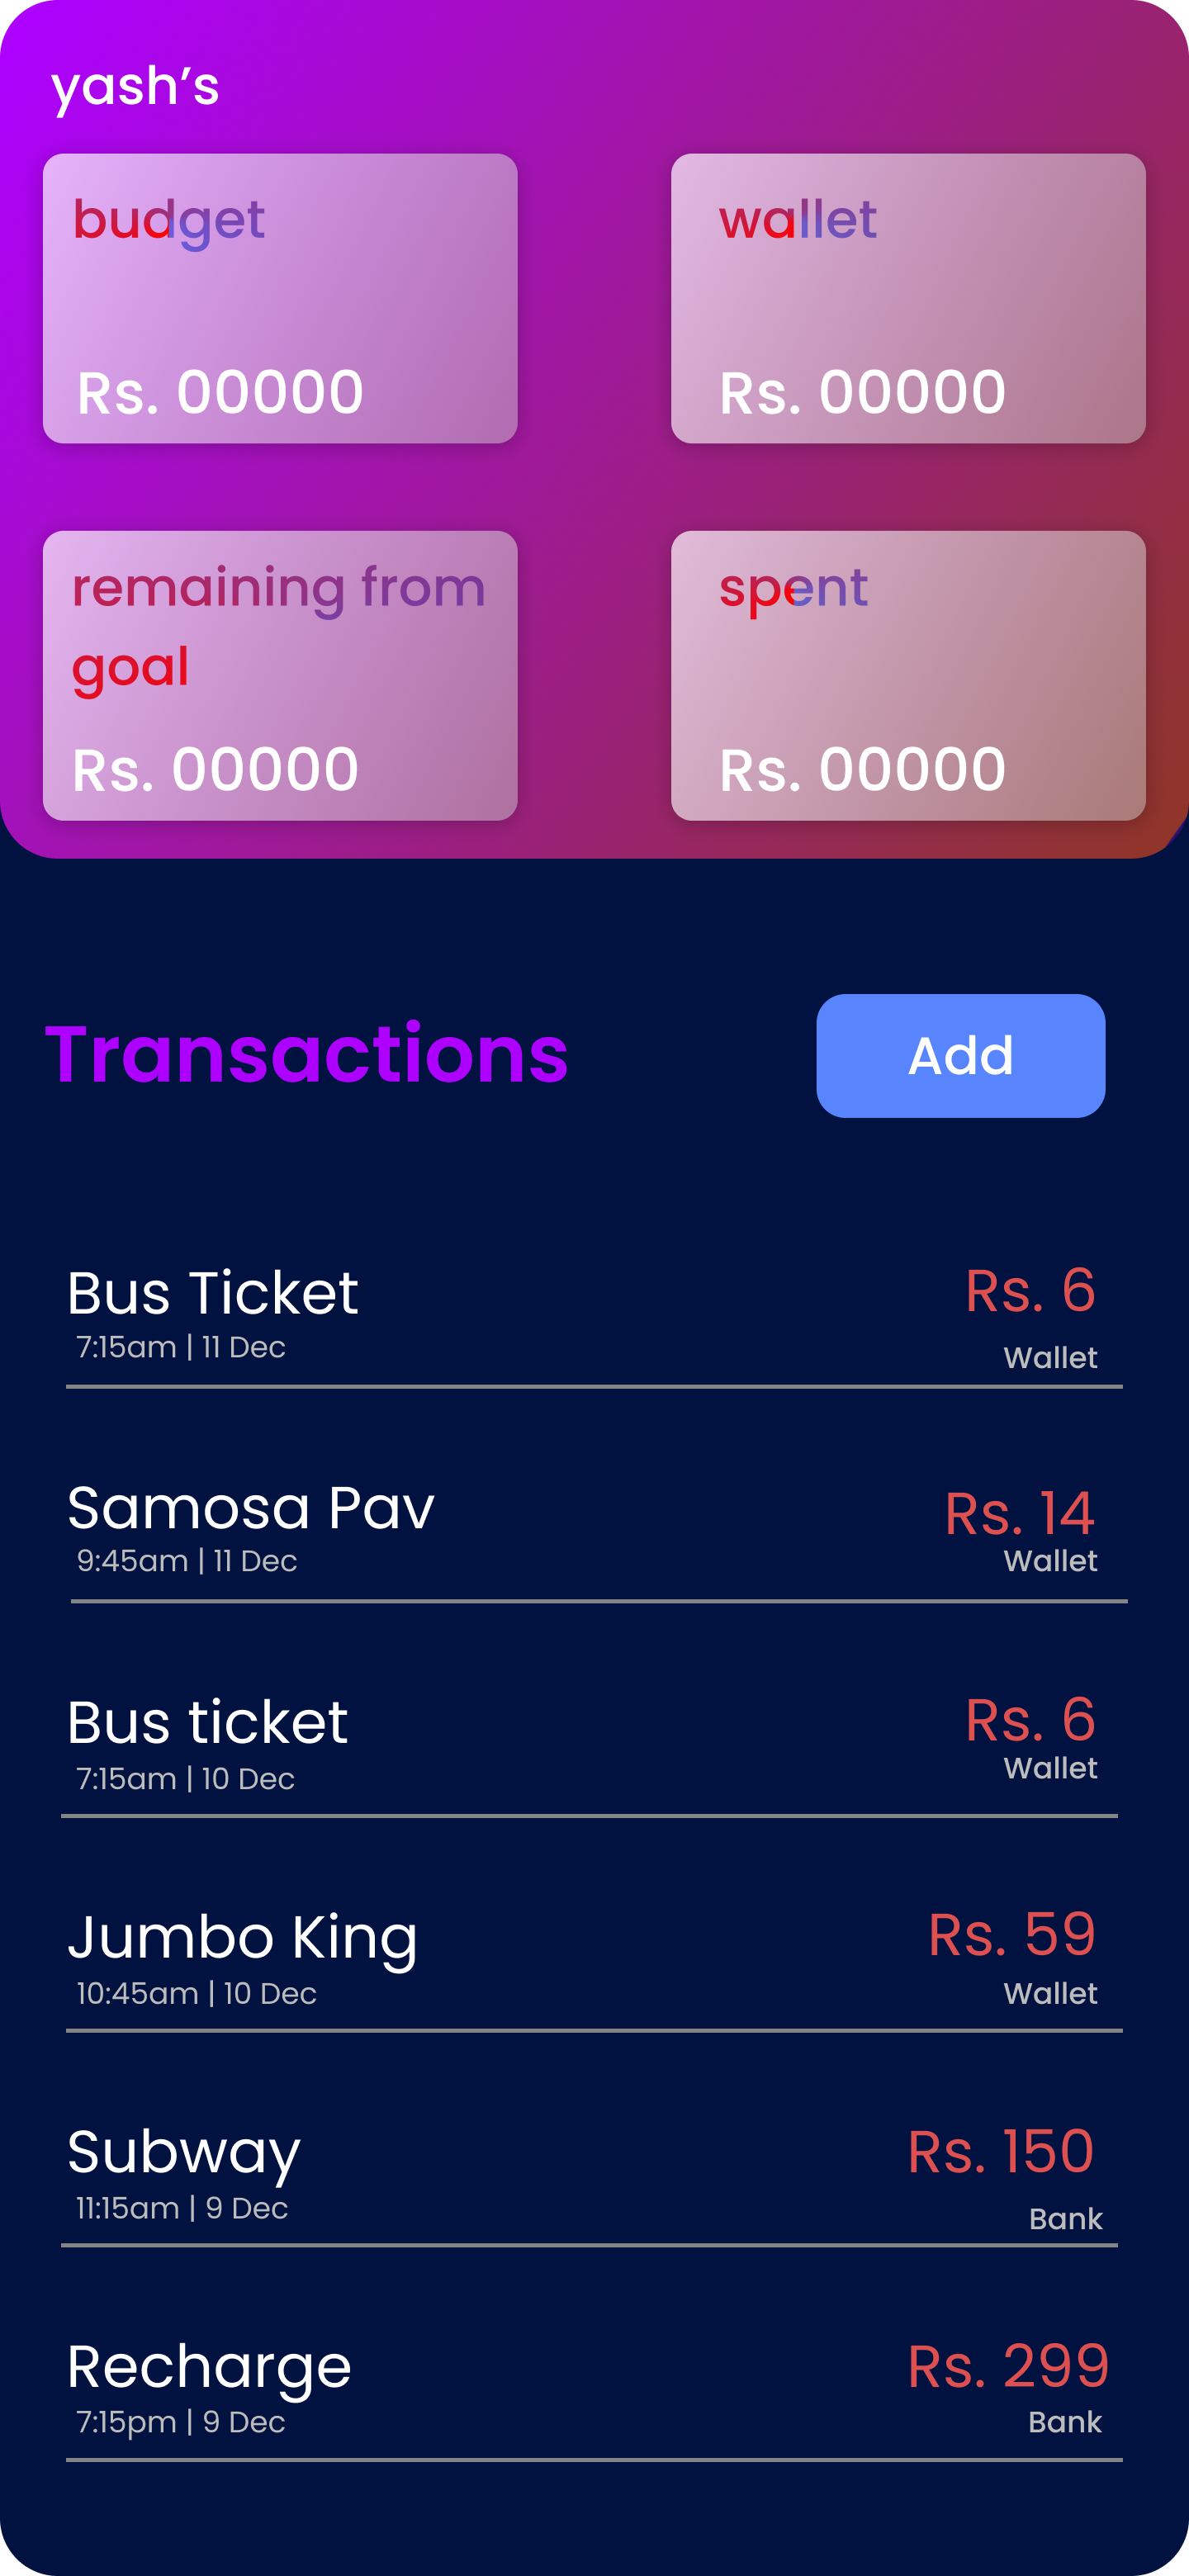 yash’s
budget
wallet
Rs. 00000
Rs. 00000
remaining from
goal
spent
Rs. 00000
Rs. 00000
Transactions
Add
Bus Ticket
Rs. 6
7:15am | 11 Dec
Wallet
Samosa Pav
Rs. 14
9:45am | 11 Dec
Wallet
Bus ticket
Rs. 6
7:15am | 10 Dec
Wallet
Jumbo King
Rs. 59
10:45am | 10 Dec
Wallet
Subway
Rs. 150
11:15am | 9 Dec
Bank
Recharge
Rs. 299
7:15pm | 9 Dec
Bank